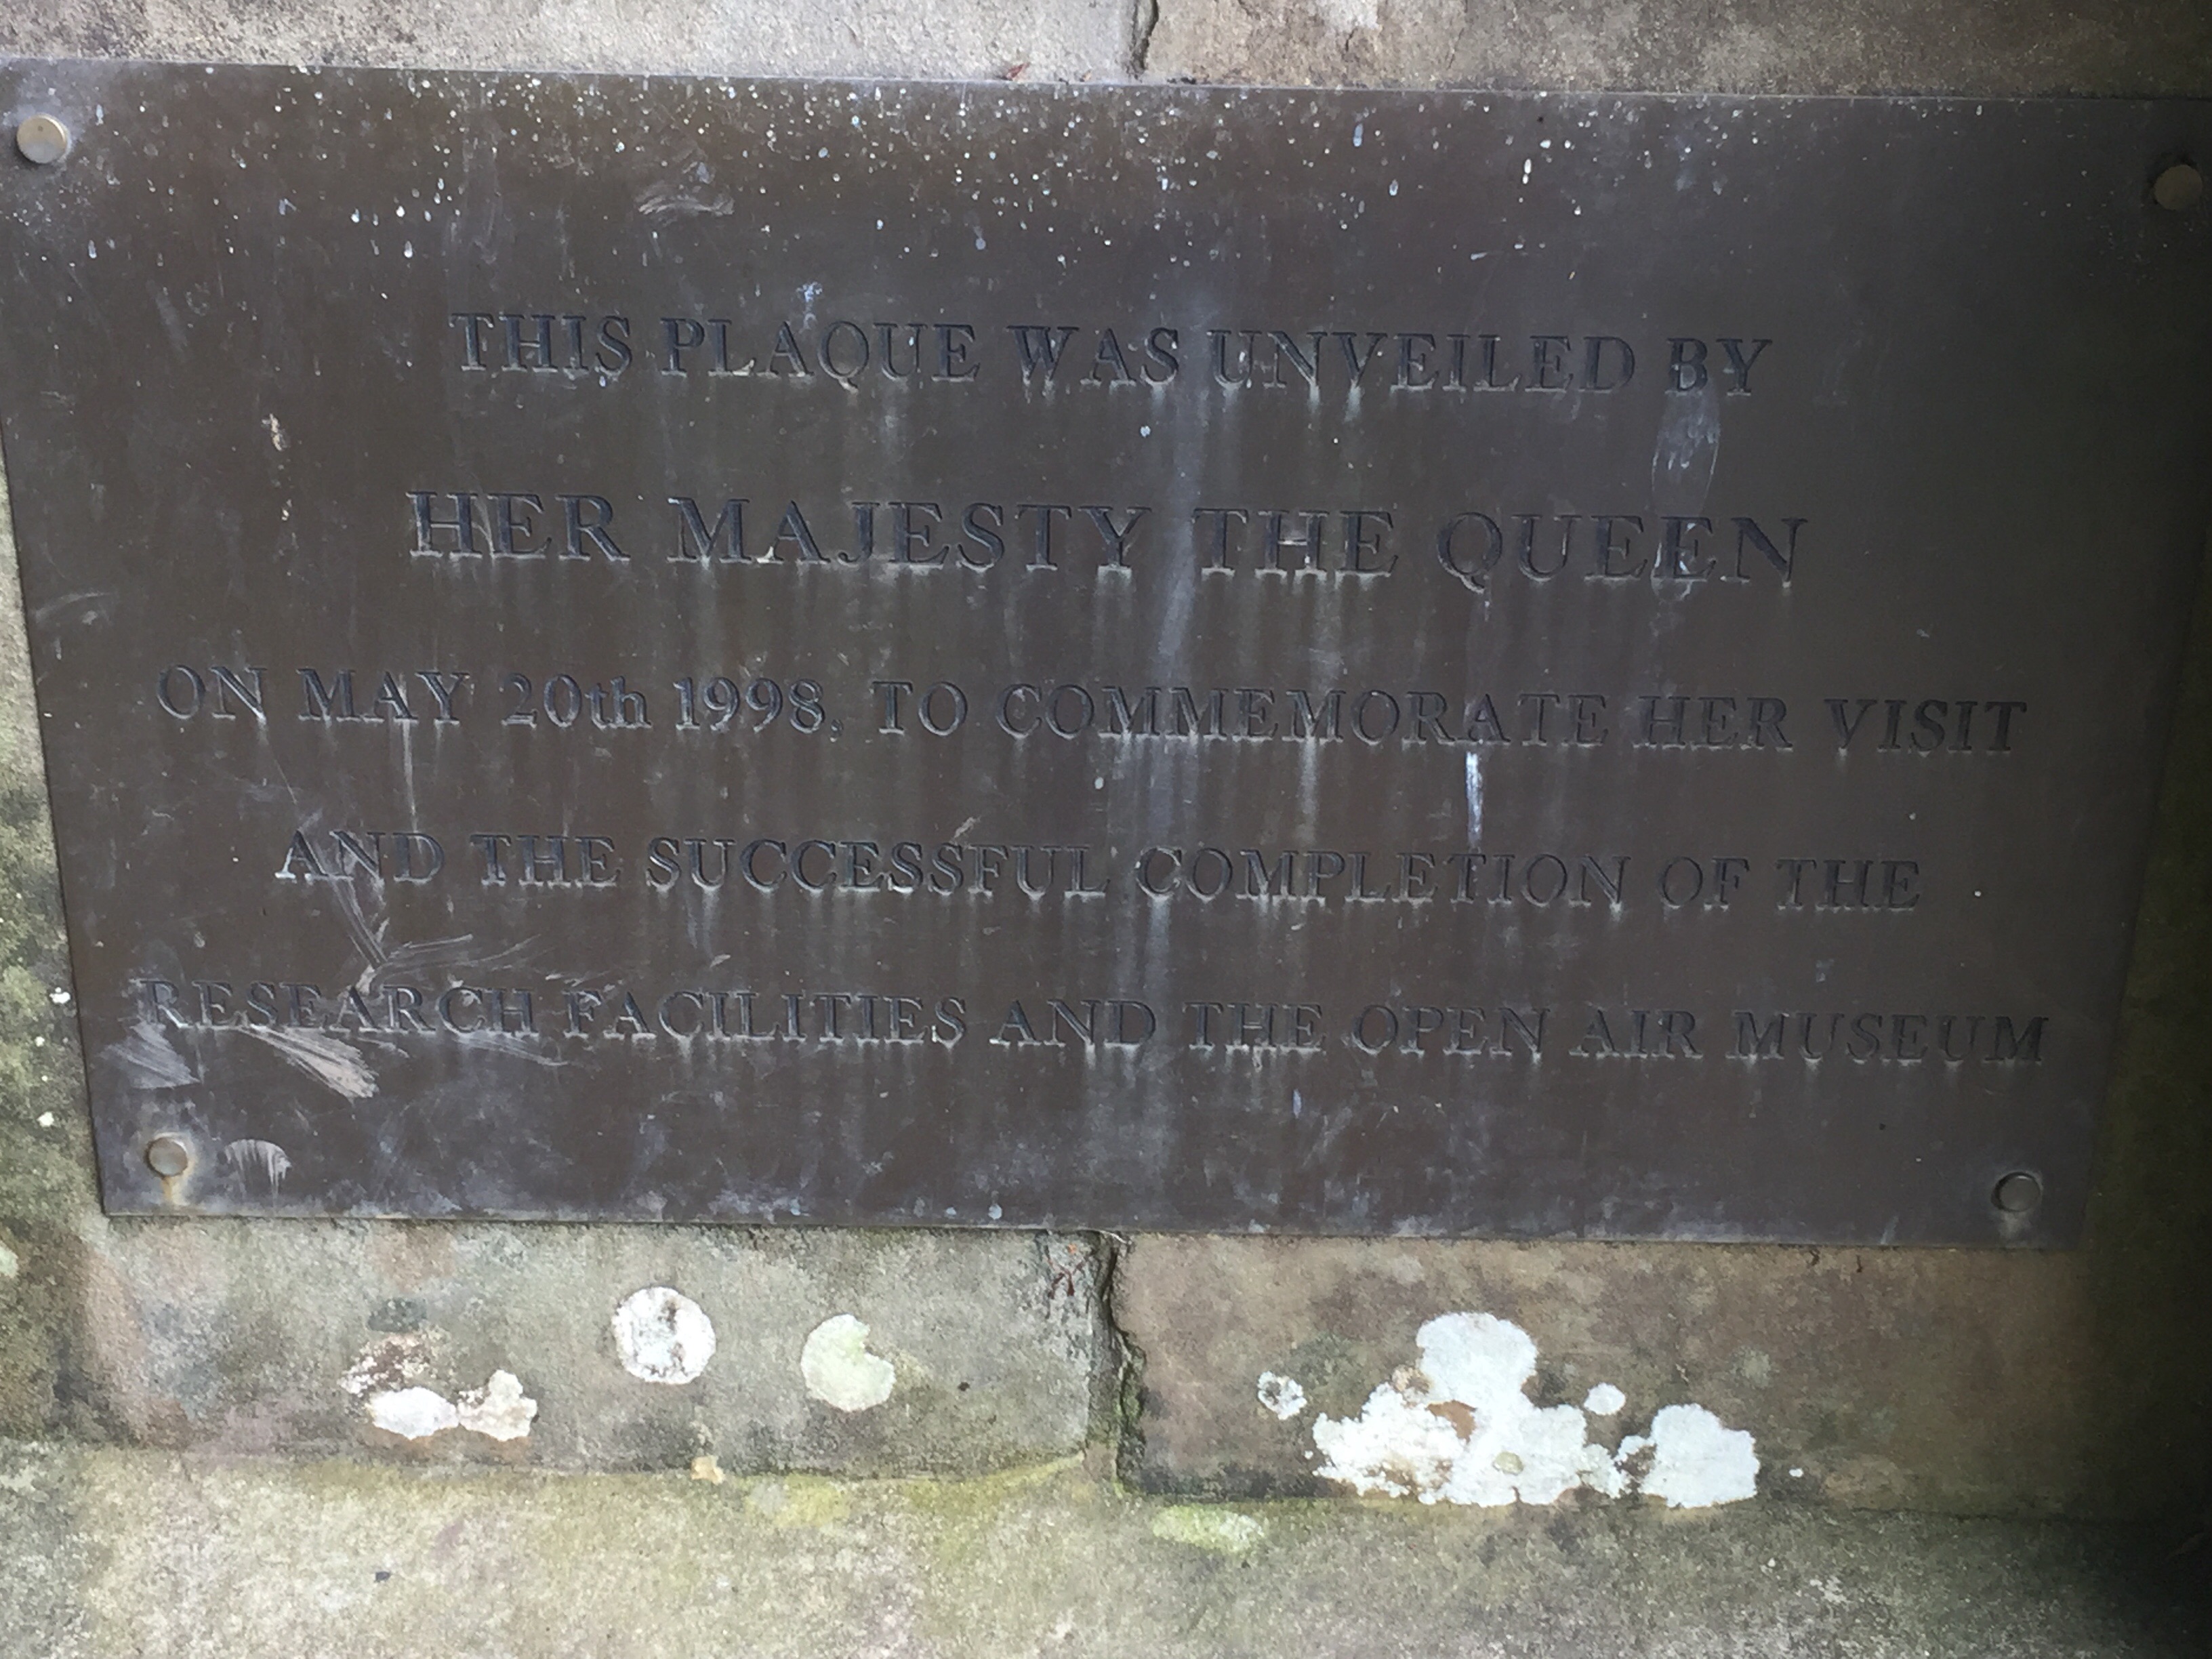 THIS PLAQUE WAS UNVEILED BY
HER MAJESTY THE QUEEN
ON MAY 20th 1998, TO COMMEMORATE HER VISIT
AND THE SUCCESSFUL COMPLETION OF THE
RESEARCH FACILITIES AND THE OPEN AIR MUSEUM